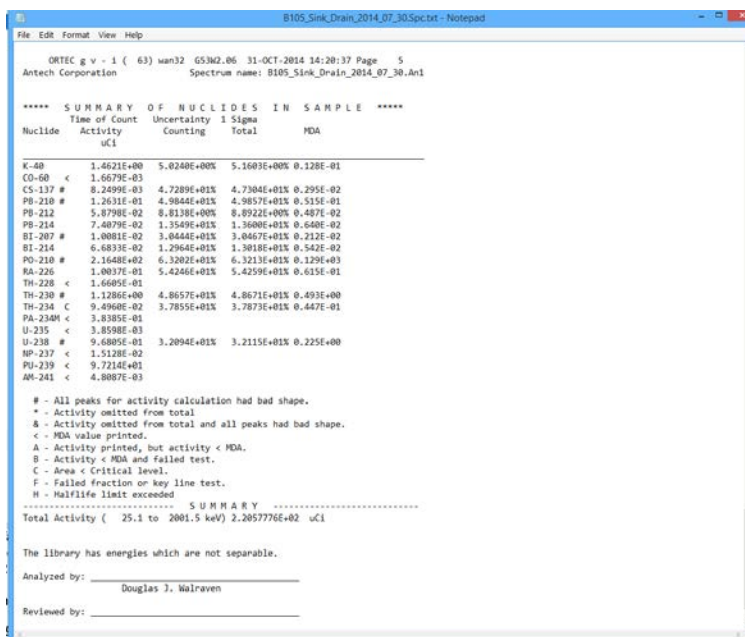 B105_Sink_Drain_2014_07_30.Spc.txt - Notepad
File Edit Format View Help
ORTEC g v - i ( 63) wan32 G53W2.06 31-OCT-2014 14:20:37 Page 5
Antech Corporation Spectrum name: B105_Sink_Drain_2014_07_30.An1
***** S U M M A R Y O F N U C L I D E S I N S A M P L E *****
Time of Count Uncertainty 1 Sigma
Nuclide Activity Counting Total MDA
uCi
K-40 1.4621E+00 5.0240E+00% 5.1603E+00% 0.128E-01
CO-60 < 1.6679E-03
CS-137 # 8.2499E-03 4.7289E+01% 4.7304E+01% 0.295E-02
PB-210 # 1.2631E-01 4.9844E+01% 4.9857E+01% 0.515E-01
PB-212 5.8798E-02 8.8138E+00% 8.8922E+00% 0.487E-02
PB-214 7.4079E-02 1.3549E+01% 1.3600E+01% 0.640E-02
BI-207 # 1.0081E-02 3.0444E+01% 3.0467E+01% 0.212E-02
BI-214 6.6833E-02 1.2964E+01% 1.3018E+01% 0.542E-02
PO-210 # 2.1648E+02 6.3202E+01% 6.3213E+01% 0.129E+03
RA-226 1.0037E-01 5.4246E+01% 5.4259E+01% 0.615E-01
TH-228 < 1.6605E-01
TH-230 # 1.1286E+00 4.8657E+01% 4.8671E+01% 0.493E+00
TH-234 C 9.4960E-02 3.7855E+01% 3.7873E+01% 0.447E-01
PA-234M < 3.8385E-01
U-235 < 3.8598E-03
U-238 # 9.6805E-01 3.2094E+01% 3.2115E+01% 0.225E+00
NP-237 < 1.5128E-02
PU-239 < 9.7214E+01
AM-241 < 4.8087E-03
# - All peaks for activity calculation had bad shape.
* - Activity omitted from total
& - Activity omitted from total and all peaks had bad shape.
< - MDA value printed.
A - Activity printed, but activity < MDA.
B - Activity < MDA and failed test.
C - Area < Critical level.
F - Failed fraction or key line test.
H - Halflife limit exceeded
---------------------------- S U M M A R Y ---------------------------
Total Activity ( 25.1 to 2001.5 keV) 2.2057776E+02 uCi
The library has energies which are not separable.
Analyzed by: ______________________________
Douglas J. Walraven
Reviewed by: ______________________________